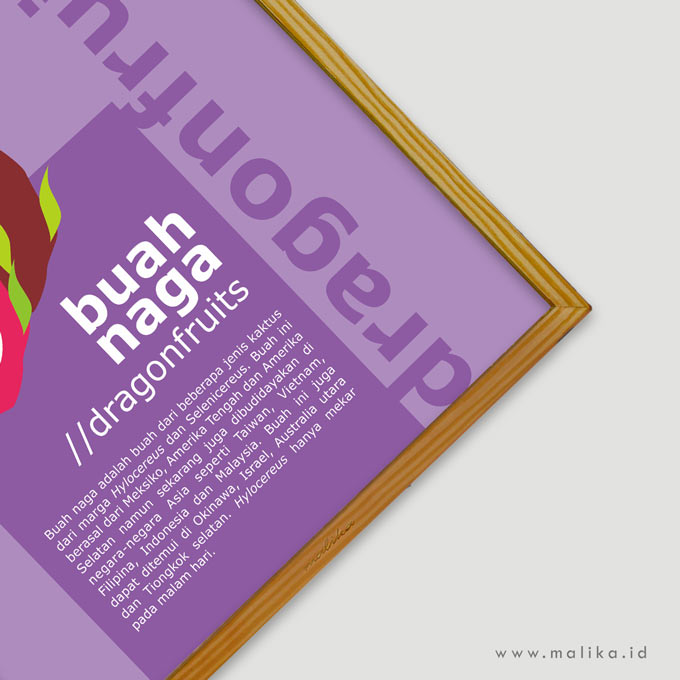 dragonfrui
buah
naga
//dragonfruits
Buah naga adalah buah dari beberapa jenis kaktus
dari marga Hylocereus dan Selenicereus. Buah ini
berasal dari Meksiko, Amerika Tengah dan Amerika
Selatan namun sekarang juga dibudidayakan di
negara-negara Asia seperti Taiwan, Vietnam,
Filipina, Indonesia dan Malaysia. Buah ini juga
dapat ditemui di Okinawa, Israel, Australia utara
dan Tiongkok selatan. Hylocereus hanya mekar
pada malam hari.
malika
www.malika.id